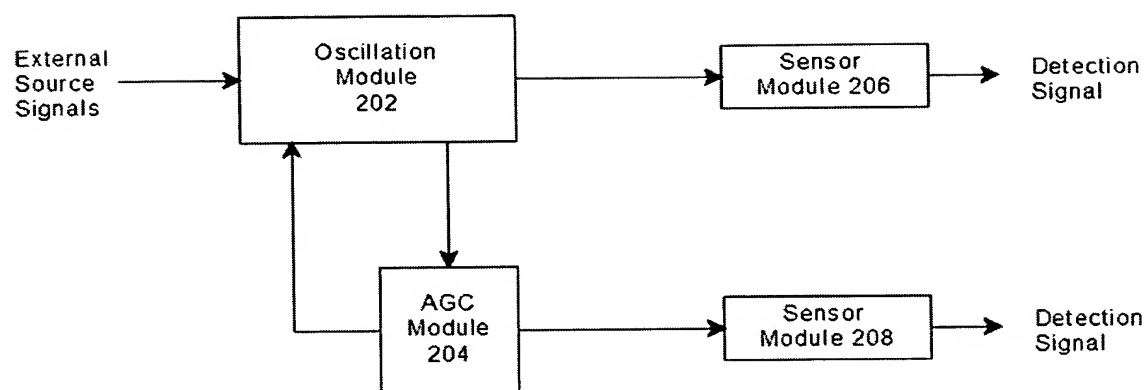 External
Source
Signals
Oscillation
Module
202
Sensor
Module 206
Detection
Signal
AGC
Module
204
Sensor
Module 208
Detection
Signal